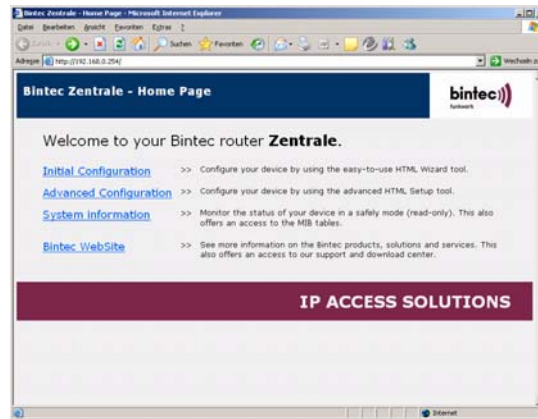 Bintec Zentrale - Home Page - Microsoft Internet Explorer
Datei Bearbeiten Ansicht Favoriten Extras ?
Suchen Favoriten
Adresse http://192.168.0.254/ Wechseln z
Bintec Zentrale - Home Page
bintec
funkwerk
Welcome to your Bintec router Zentrale.
Initial Configuration >> Configure your device by using the easy-to-use HTML Wizard tool.
Advanced Configuration >> Configure your device by using the advanced HTML Setup tool.
System information >> Monitor the status of your device in a safely mode (read-only). This also
offers an access to the MIB tables.
Bintec WebSite >> See more information on the Bintec products, solutions and services. This
also offers an access to our support and download center.
IP ACCESS SOLUTIONS
Internet